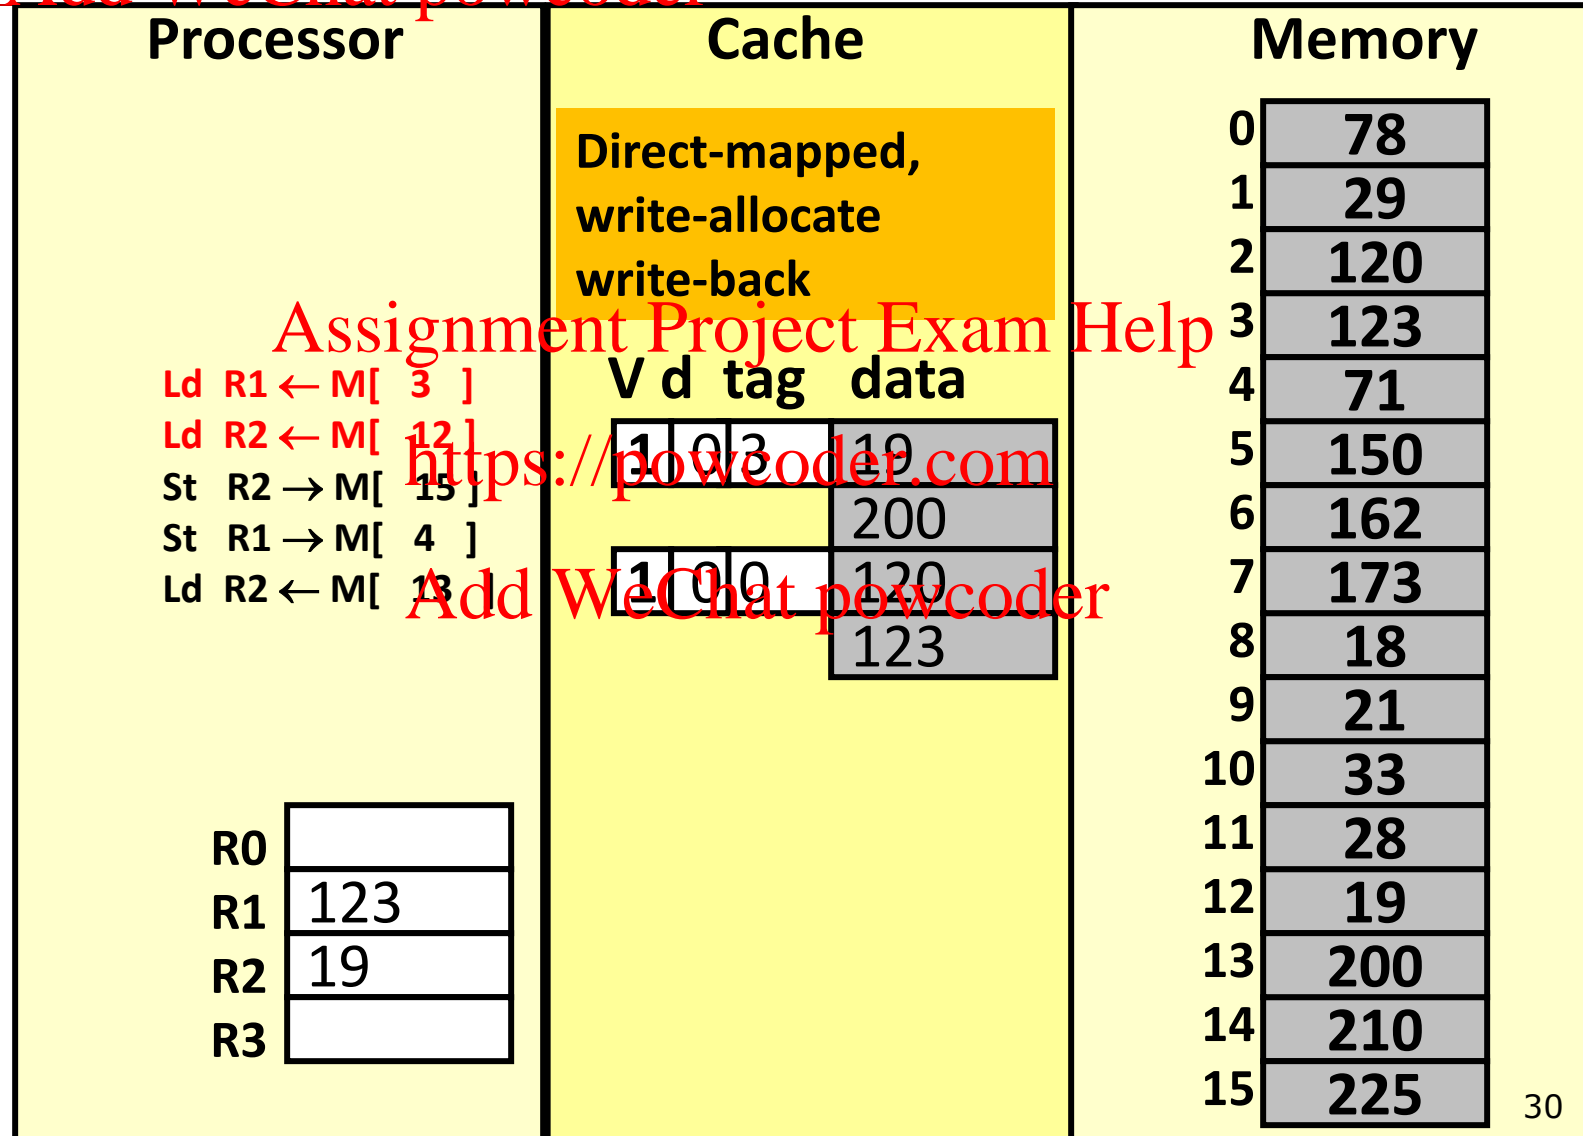 Add WeChat powcoder
Processor
Cache
Memory
Direct-mapped,
write-allocate
write-back
Assignment Project Exam Help
Ld R1 ← M[ 3 ]
Ld R2 ← M[ 12 ]
St R2 → M[ 15 ]
St R1 → M[ 4 ]
Ld R2 ← M[ 13 ]
https://powcoder.com
Add WeChat powcoder
V d tag data
1 0 3 19
200
1 0 0 120
123
R0
R1 123
R2 19
R3
0 78
1 29
2 120
3 123
4 71
5 150
6 162
7 173
8 18
9 21
10 33
11 28
12 19
13 200
14 210
15 225
30